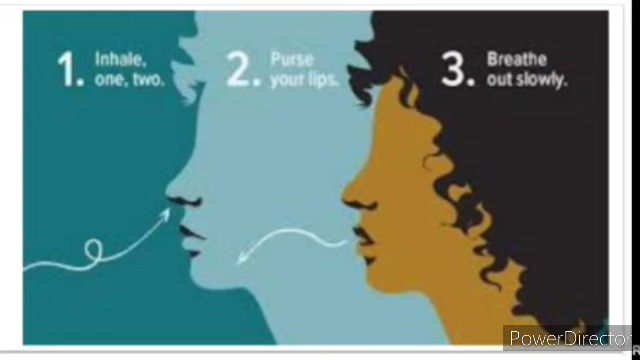 1. Inhale,
one, two.
2. Purse
your lips.
3. Breathe
out slowly.
PowerDirector